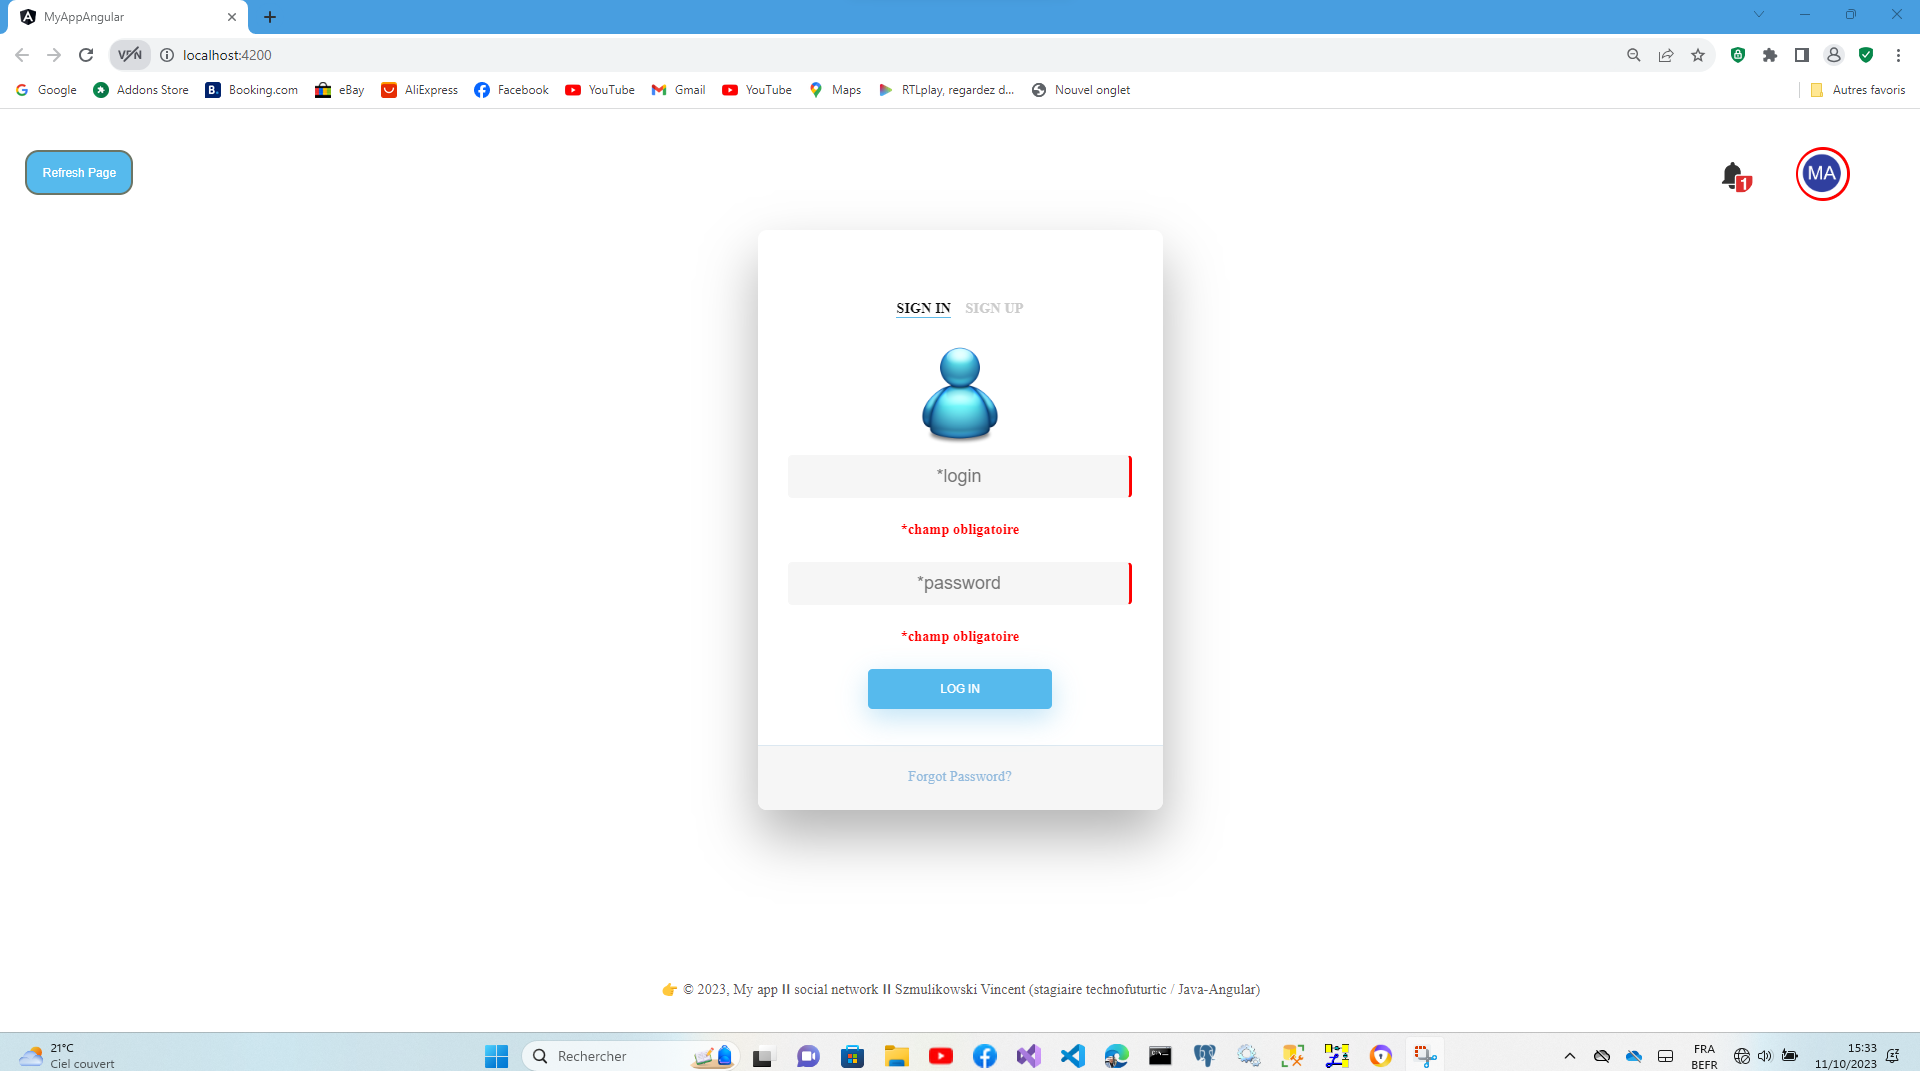 MyAppAngular
VPN
localhost:4200
Google
Addons Store
B.
Booking.com
eBay
AliExpress
Facebook
YouTube
Gmail
YouTube
Maps
RTLplay, regardez d...
Nouvel onglet
Autres favoris
Refresh Page
1
MA
SIGN IN SIGN UP
*login
*champ obligatoire
*password
*champ obligatoire
LOG IN
Forgot Password?
👉 © 2023, My app II social network II Szmulikowski Vincent (stagiaire technofuturtic / Java-Angular)
21°C
Ciel couvert
Rechercher
FRA
BEFR
15:33
11/10/2023